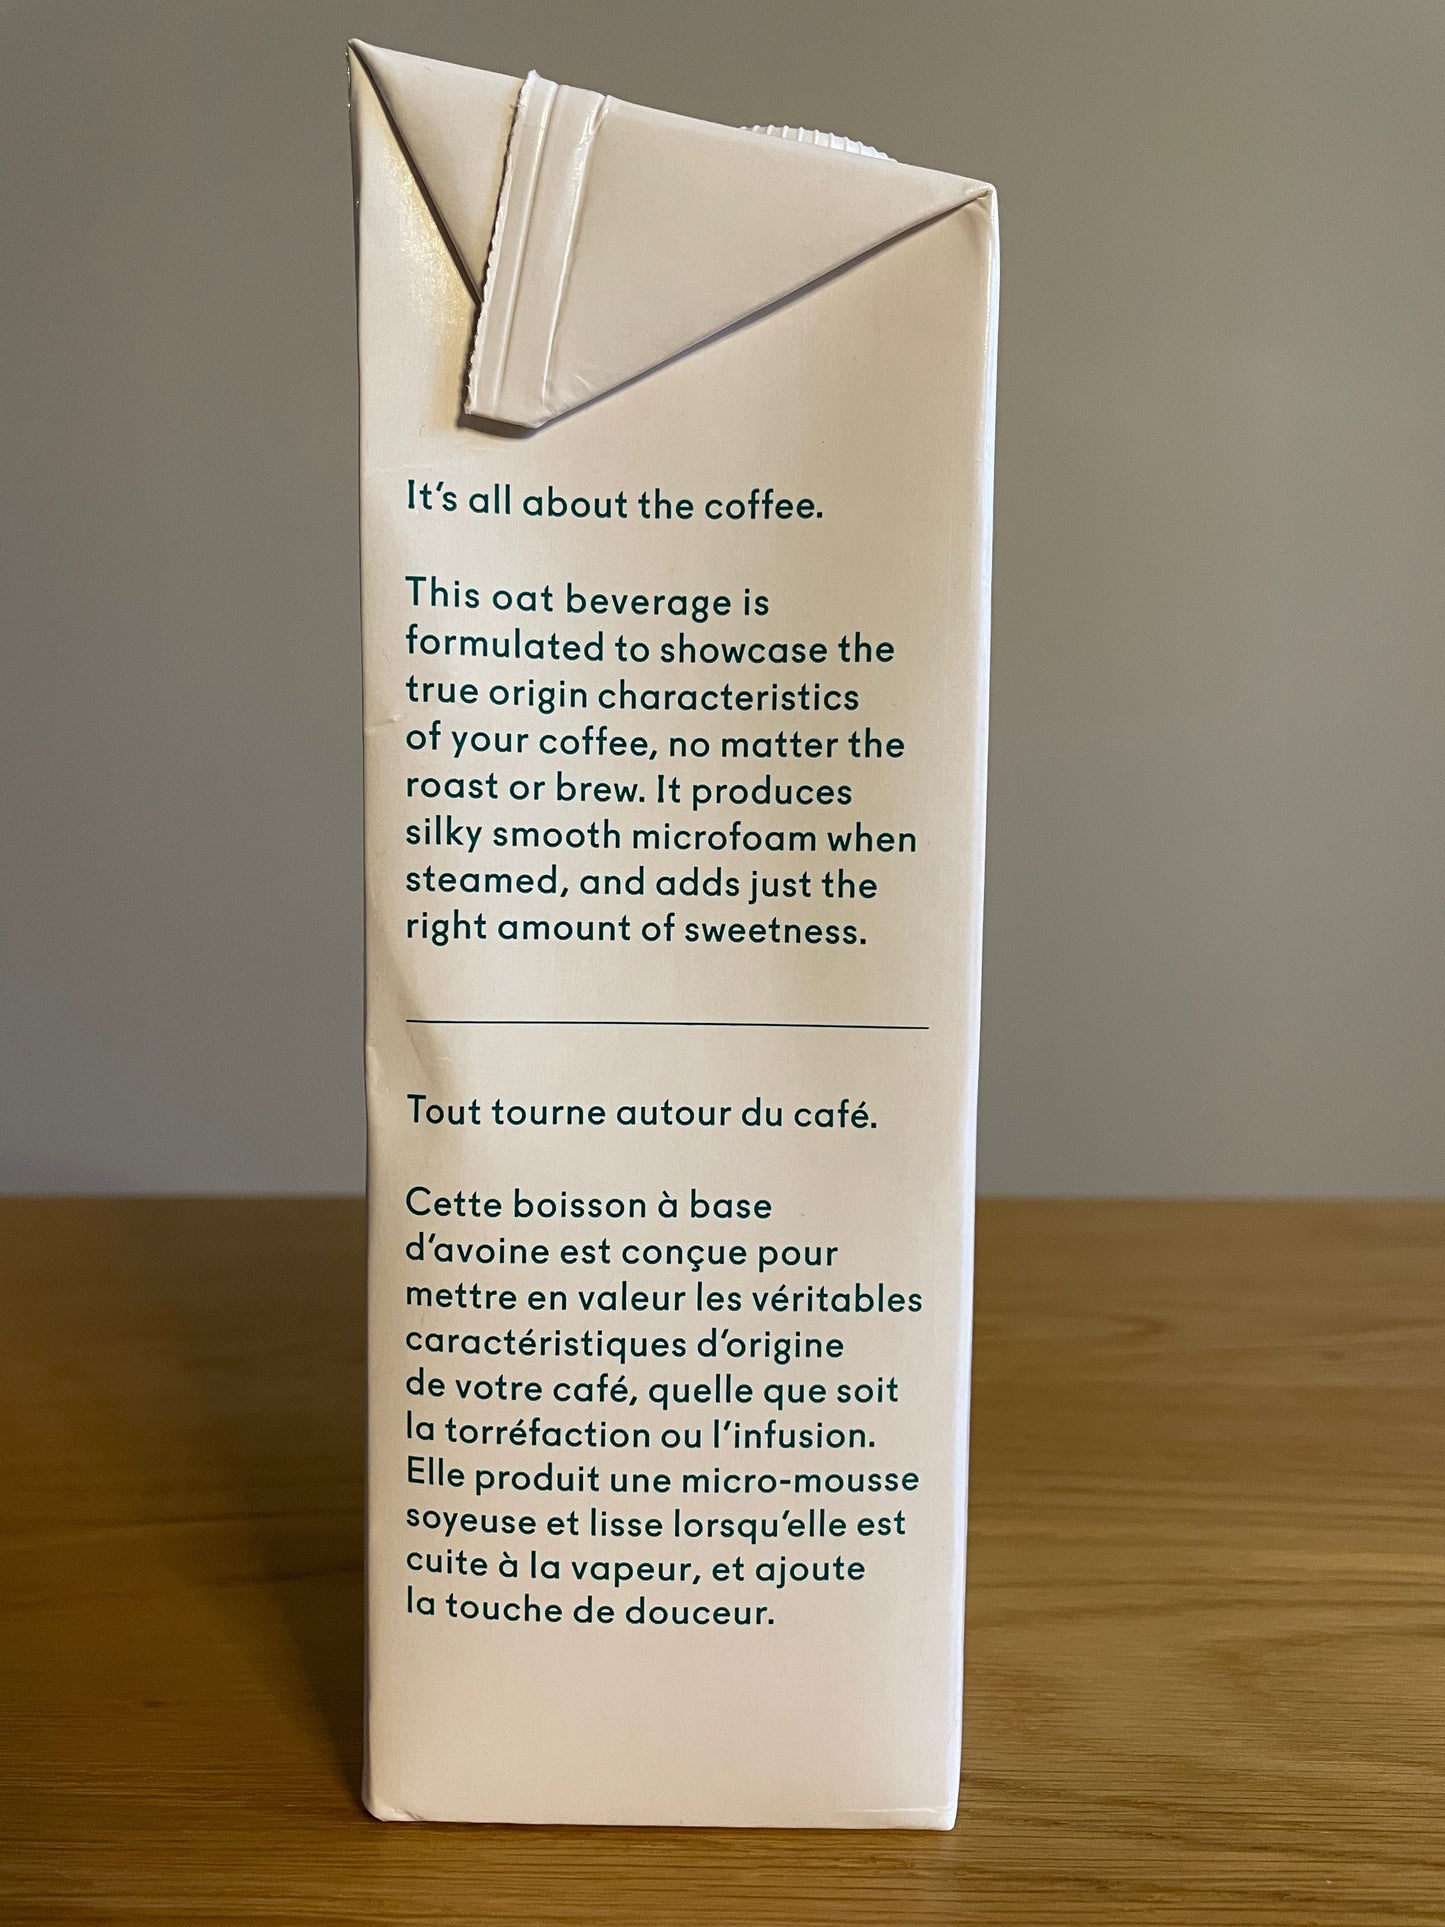 It's all about the coffee.
This oat beverage is
formulated to showcase the
true origin characteristics
of your coffee, no matter the
roast or brew. It produces
silky smooth microfoam when
steamed, and adds just the
right amount of sweetness.
Tout tourne autour du café.
Cette boisson à base
d'avoine est conçue pour
mettre en valeur les véritables
caractéristiques d'origine
de votre café, quelle que soit
la torréfaction ou l'infusion.
Elle produit une micro-mousse
soyeuse et lisse lorsqu'elle est
cuite à la vapeur, et ajoute
la touche de douceur.